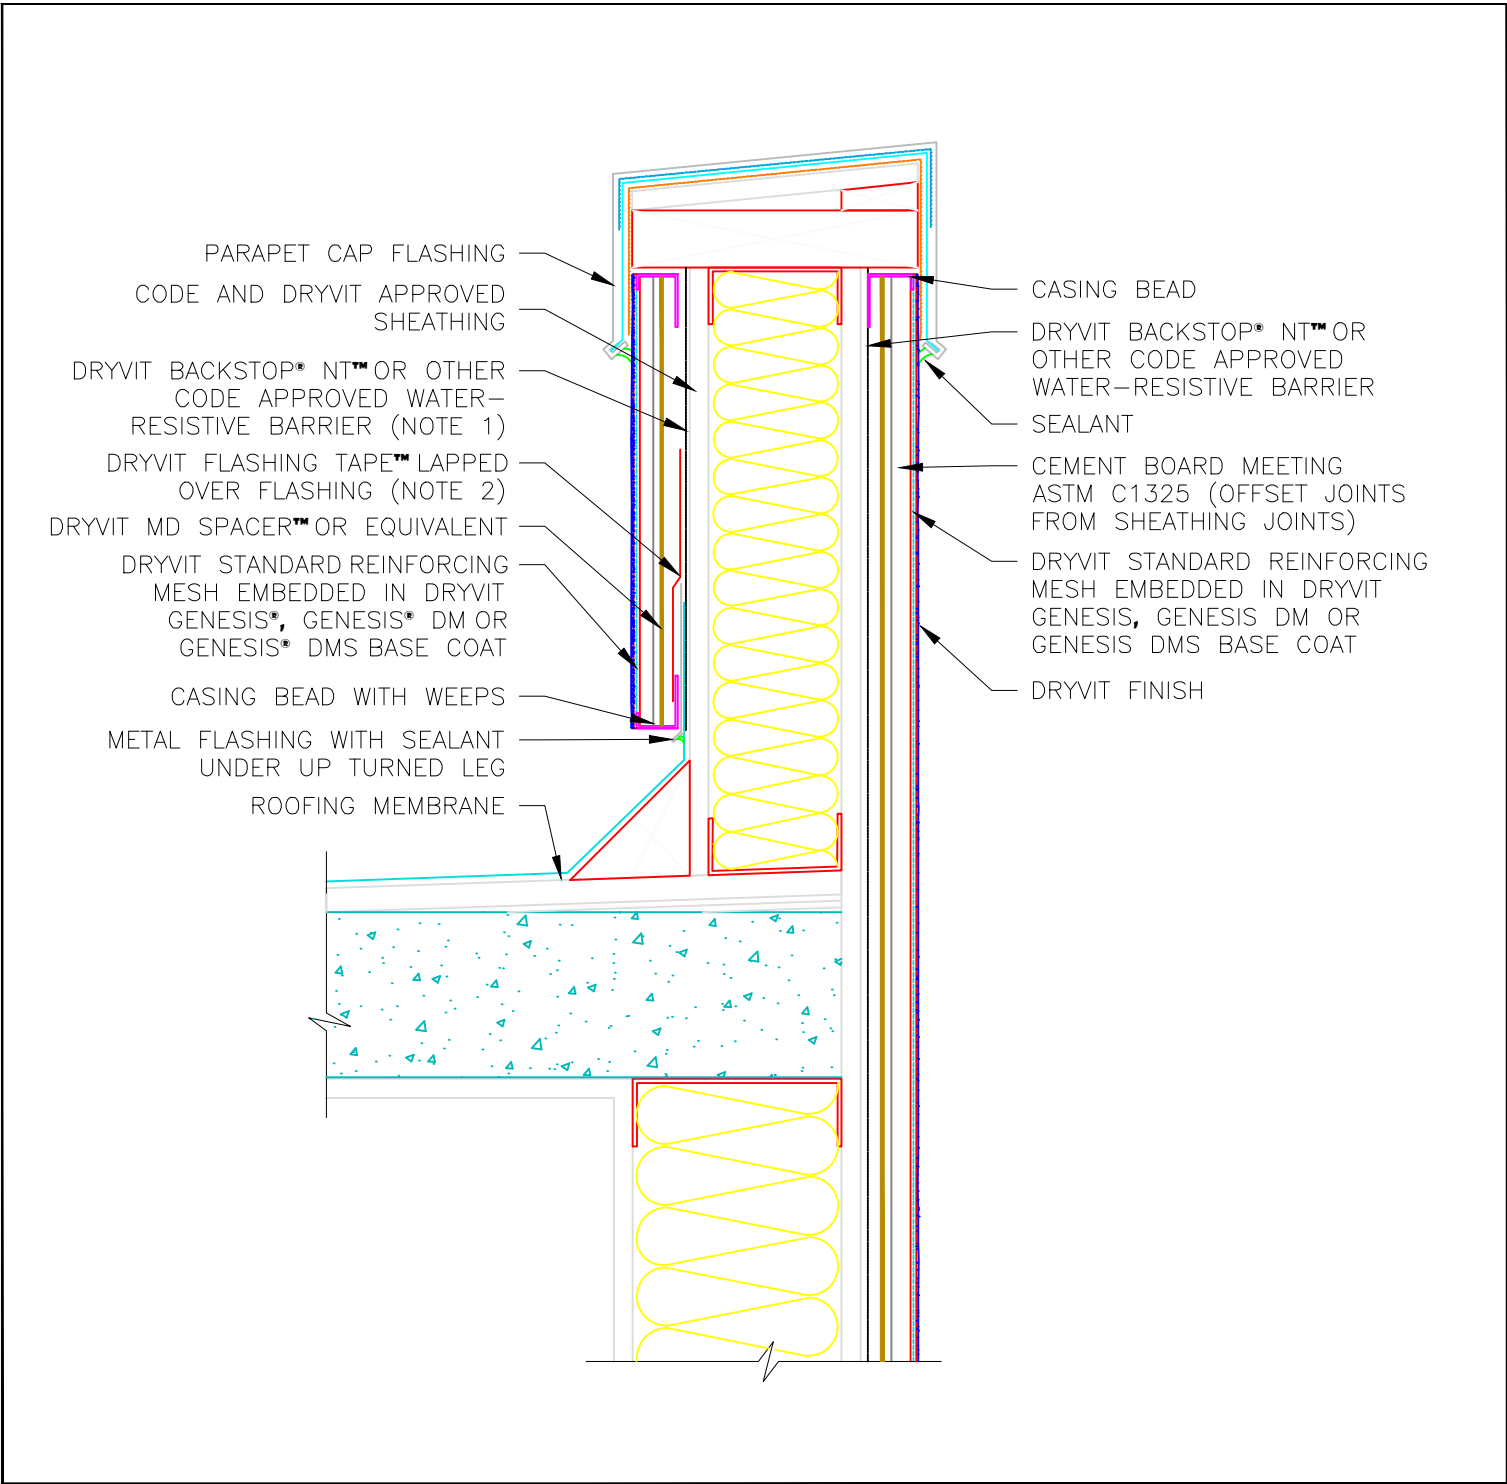 PARAPET CAP FLASHING
CODE AND DRYVIT APPROVED
SHEATHING
DRYVIT BACKSTOP® NT™ OR OTHER
CODE APPROVED WATER-
RESISTIVE BARRIER (NOTE 1)
DRYVIT FLASHING TAPE™ LAPPED
OVER FLASHING (NOTE 2)
DRYVIT MD SPACER™ OR EQUIVALENT
DRYVIT STANDARD REINFORCING
MESH EMBEDDED IN DRYVIT
GENESIS®, GENESIS® DM OR
GENESIS® DMS BASE COAT
CASING BEAD WITH WEEPS
METAL FLASHING WITH SEALANT
UNDER UP TURNED LEG
ROOFING MEMBRANE
CASING BEAD
DRYVIT BACKSTOP® NT™ OR
OTHER CODE APPROVED
WATER-RESISTIVE BARRIER
SEALANT
CEMENT BOARD MEETING
ASTM C1325 (OFFSET JOINTS
FROM SHEATHING JOINTS)
DRYVIT STANDARD REINFORCING
MESH EMBEDDED IN DRYVIT
GENESIS, GENESIS DM OR
GENESIS DMS BASE COAT
DRYVIT FINISH